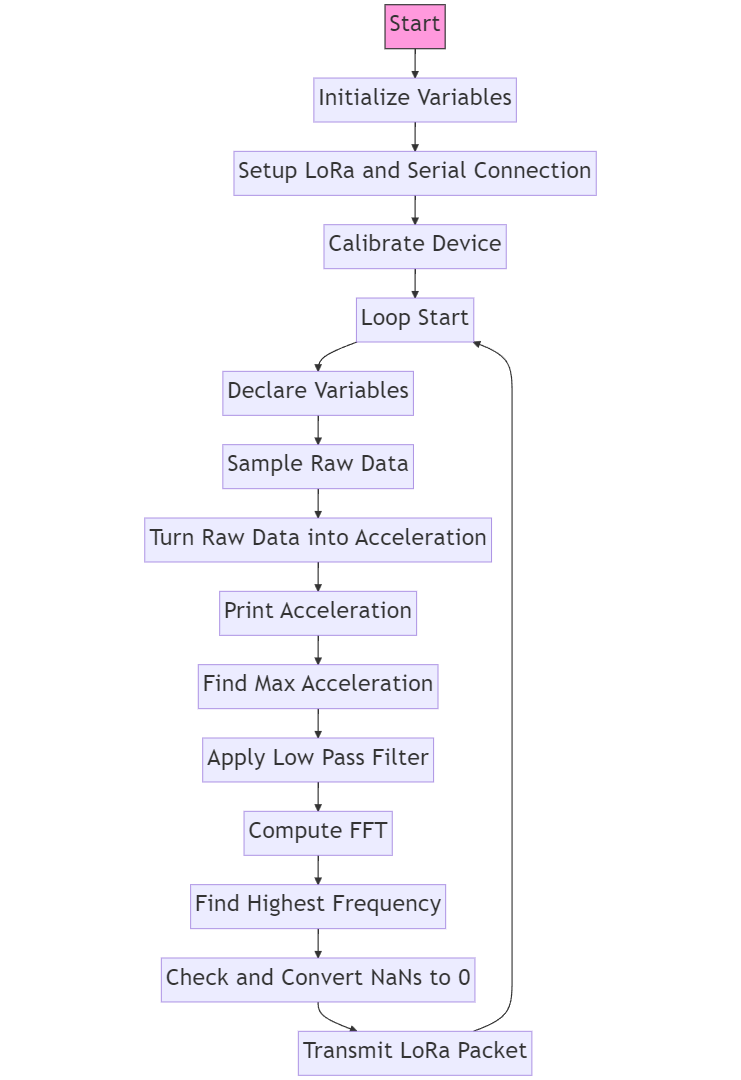 Start
Initialize Variables
Setup LoRa and Serial Connection
Calibrate Device
Loop Start
Declare Variables
Sample Raw Data
Turn Raw Data into Acceleration
Print Acceleration
Find Max Acceleration
Apply Low Pass Filter
Compute FFT
Find Highest Frequency
Check and Convert NaNs to 0
Transmit LoRa Packet